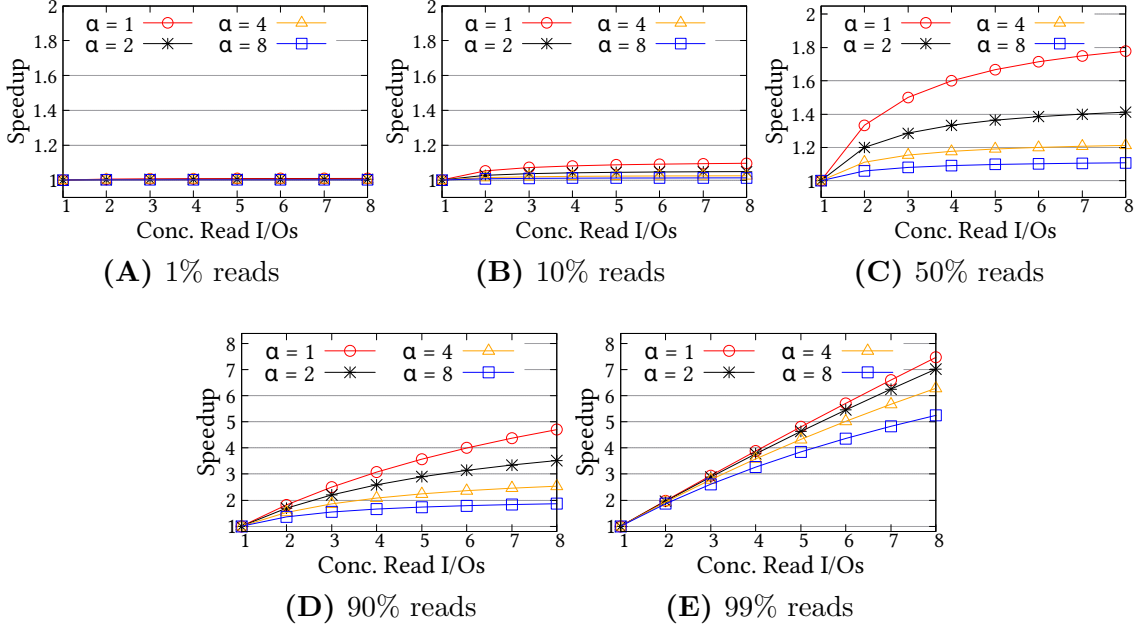 2
α = 1
α = 4
α = 2
α = 8
1.8
1.6
1.4
1.2
1
Speedup
1 2 3 4 5 6 7 8
Conc. Read I/Os
(A) 1% reads
2
α = 1
α = 4
α = 2
α = 8
1.8
1.6
1.4
1.2
1
Speedup
1 2 3 4 5 6 7 8
Conc. Read I/Os
(B) 10% reads
2
α = 1
α = 4
α = 2
α = 8
1.8
1.6
1.4
1.2
1
Speedup
1 2 3 4 5 6 7 8
Conc. Read I/Os
(C) 50% reads
8
α = 1
α = 4
7
α = 2
α = 8
6
5
4
3
2
1
Speedup
1 2 3 4 5 6 7 8
Conc. Read I/Os
(D) 90% reads
8
α = 1
α = 4
7
α = 2
α = 8
6
5
4
3
2
1
Speedup
1 2 3 4 5 6 7 8
Conc. Read I/Os
(E) 99% reads